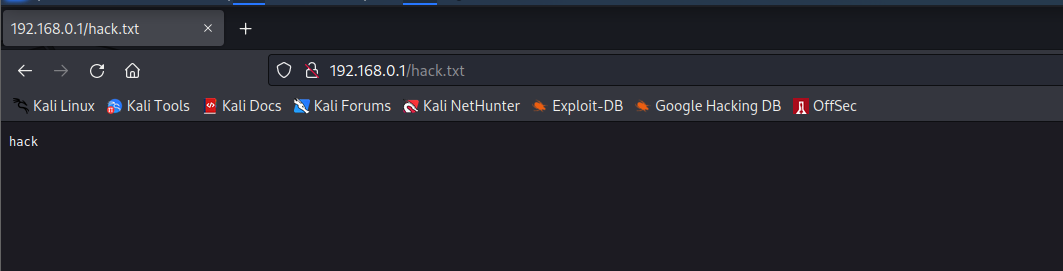 192.168.0.1/hack.txt
192.168.0.1/hack.txt
Kali Linux Kali Tools Kali Docs Kali Forums Kali NetHunter Exploit-DB Google Hacking DB OffSec
hack